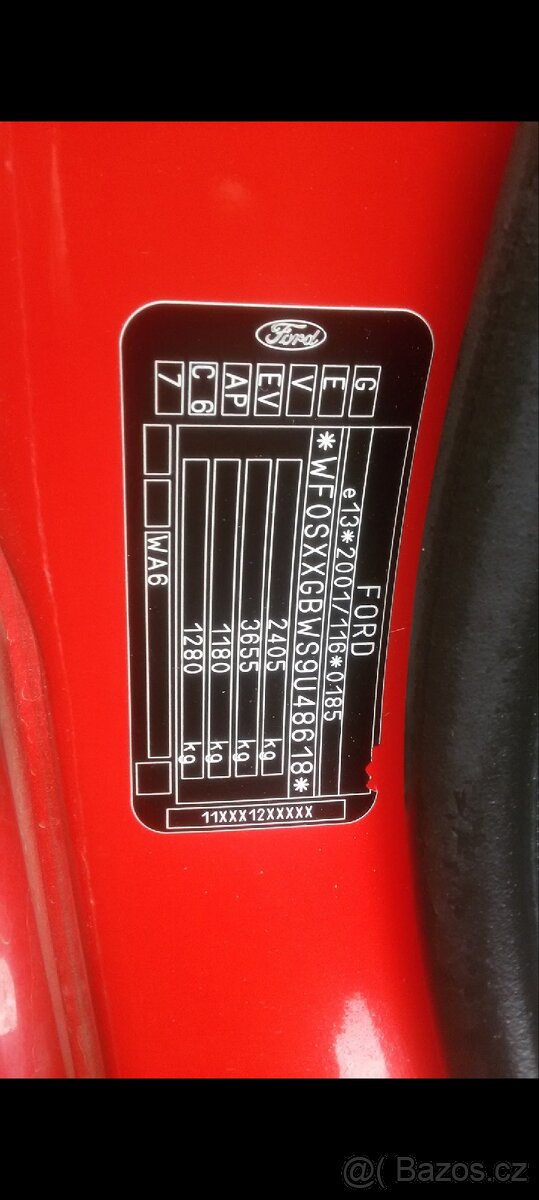 Ford
FORD
e13*2001/116*0185
*WF0SXXGBWS9U48618*
2405 kg
3655 kg
1180 kg
1280 kg
G
E
V
EV
AP
C 6
7
WA6
11XXX12XXXXX
@( Bazos.cz